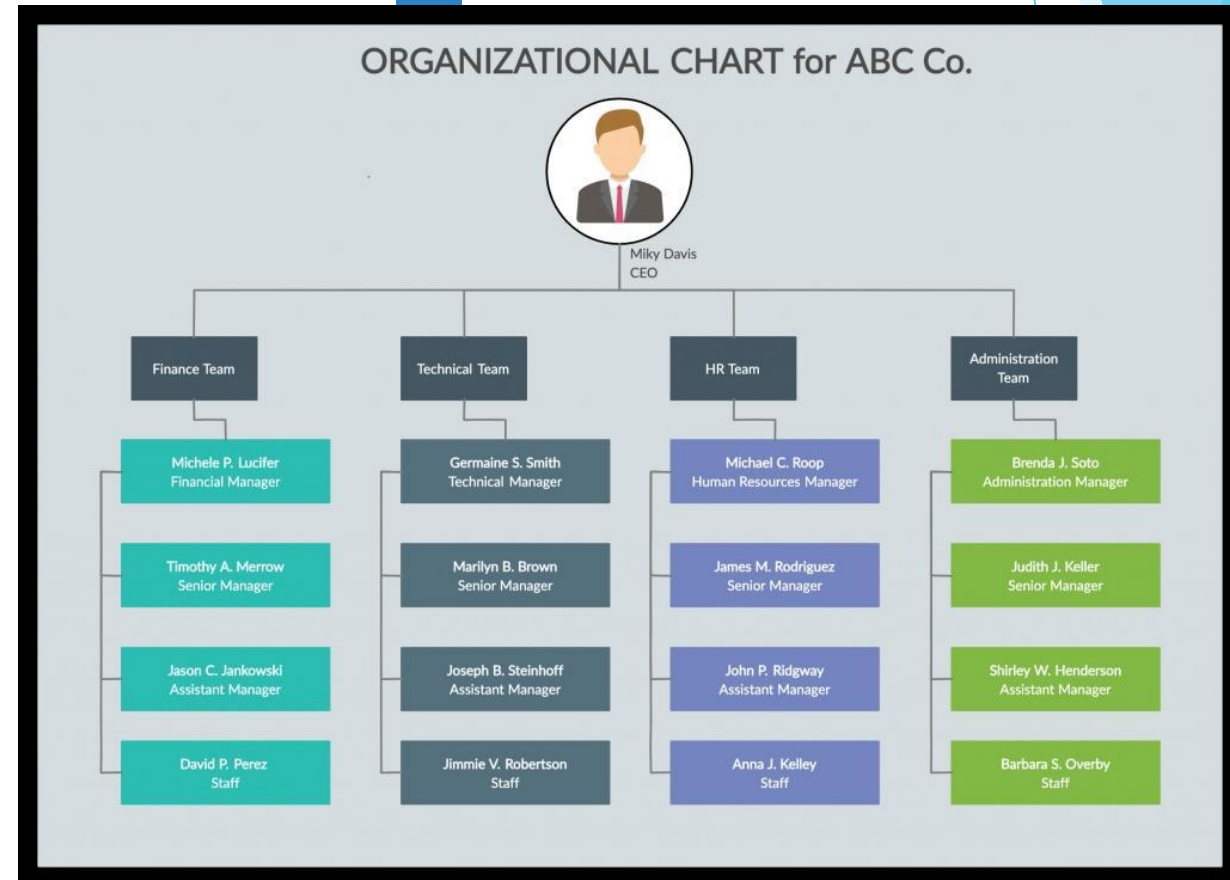 ORGANIZATIONAL CHART for ABC Co.
Miky Davis
CEO
Finance Team
Technical Team
HR Team
Administration
Team
Michele P. Lucifer
Financial Manager
Germaine S. Smith
Technical Manager
Michael C. Roop
Human Resources Manager
Brenda J. Soto
Administration Manager
Timothy A. Merrow
Senior Manager
Marilyn B. Brown
Senior Manager
James M. Rodriguez
Senior Manager
Judith J. Keller
Senior Manager
Jason C. Jankowski
Assistant Manager
Joseph B. Steinhoff
Assistant Manager
John P. Ridgway
Assistant Manager
Shirley W. Henderson
Assistant Manager
David P. Perez
Staff
Jimmie V. Robertson
Staff
Anna J. Kelley
Staff
Barbara S. Overby
Staff